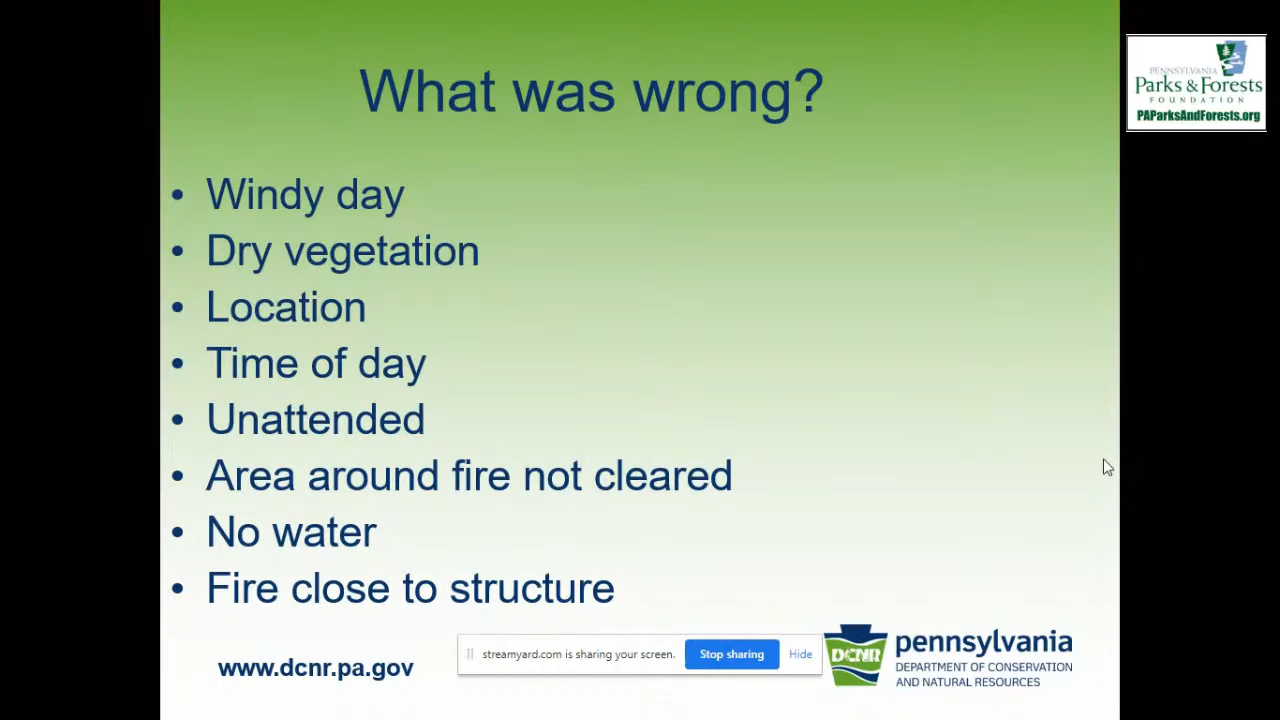 What was wrong?
PENNSYLVANIA
Parks & Forests
FOUNDATION
PAParksAndForests.org
• Windy day
• Dry vegetation
• Location
• Time of day
• Unattended
• Area around fire not cleared
• No water
• Fire close to structure
www.dcnr.pa.gov
streamyard.com is sharing your screen.
Stop sharing
Hide
DCNR
pennsylvania
DEPARTMENT OF CONSERVATION
AND NATURAL RESOURCES